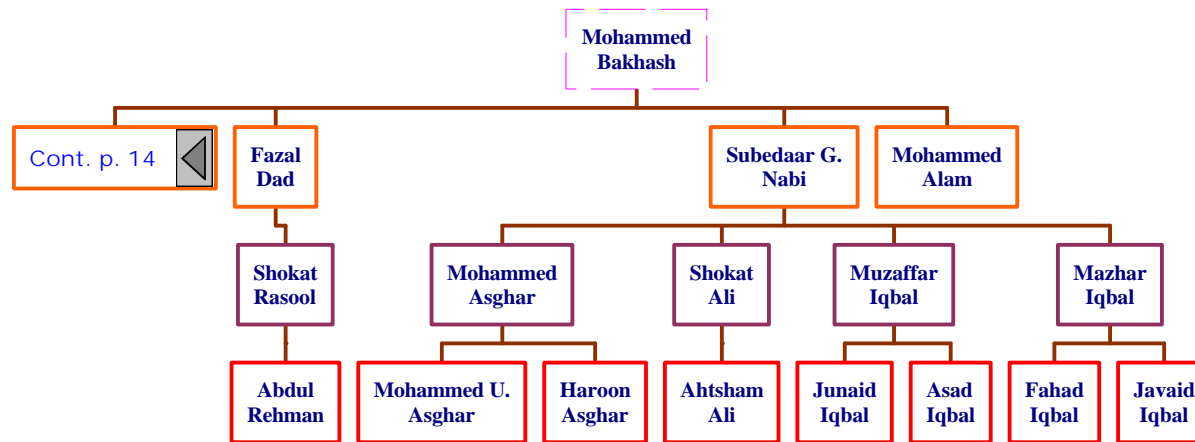 Mohammed
Bakhash
Cont. p. 14
Fazal
Dad
Subedaar G.
Nabi
Mohammed
Alam
Shokat
Rasool
Mohammed
Asghar
Shokat
Ali
Muzaffar
Iqbal
Mazhar
Iqbal
Abdul
Rehman
Mohammed U.
Asghar
Haroon
Asghar
Ahtsham
Ali
Junaid
Iqbal
Asad
Iqbal
Fahad
Iqbal
Javaid
Iqbal